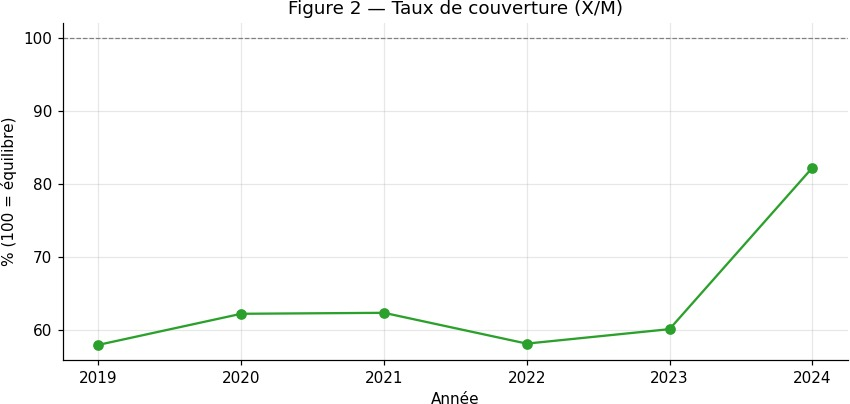 Figure 2 — Taux de couverture (X/M)
% (100 = équilibre)
100
90
80
70
60
2019 2020 2021 2022 2023 2024
Année